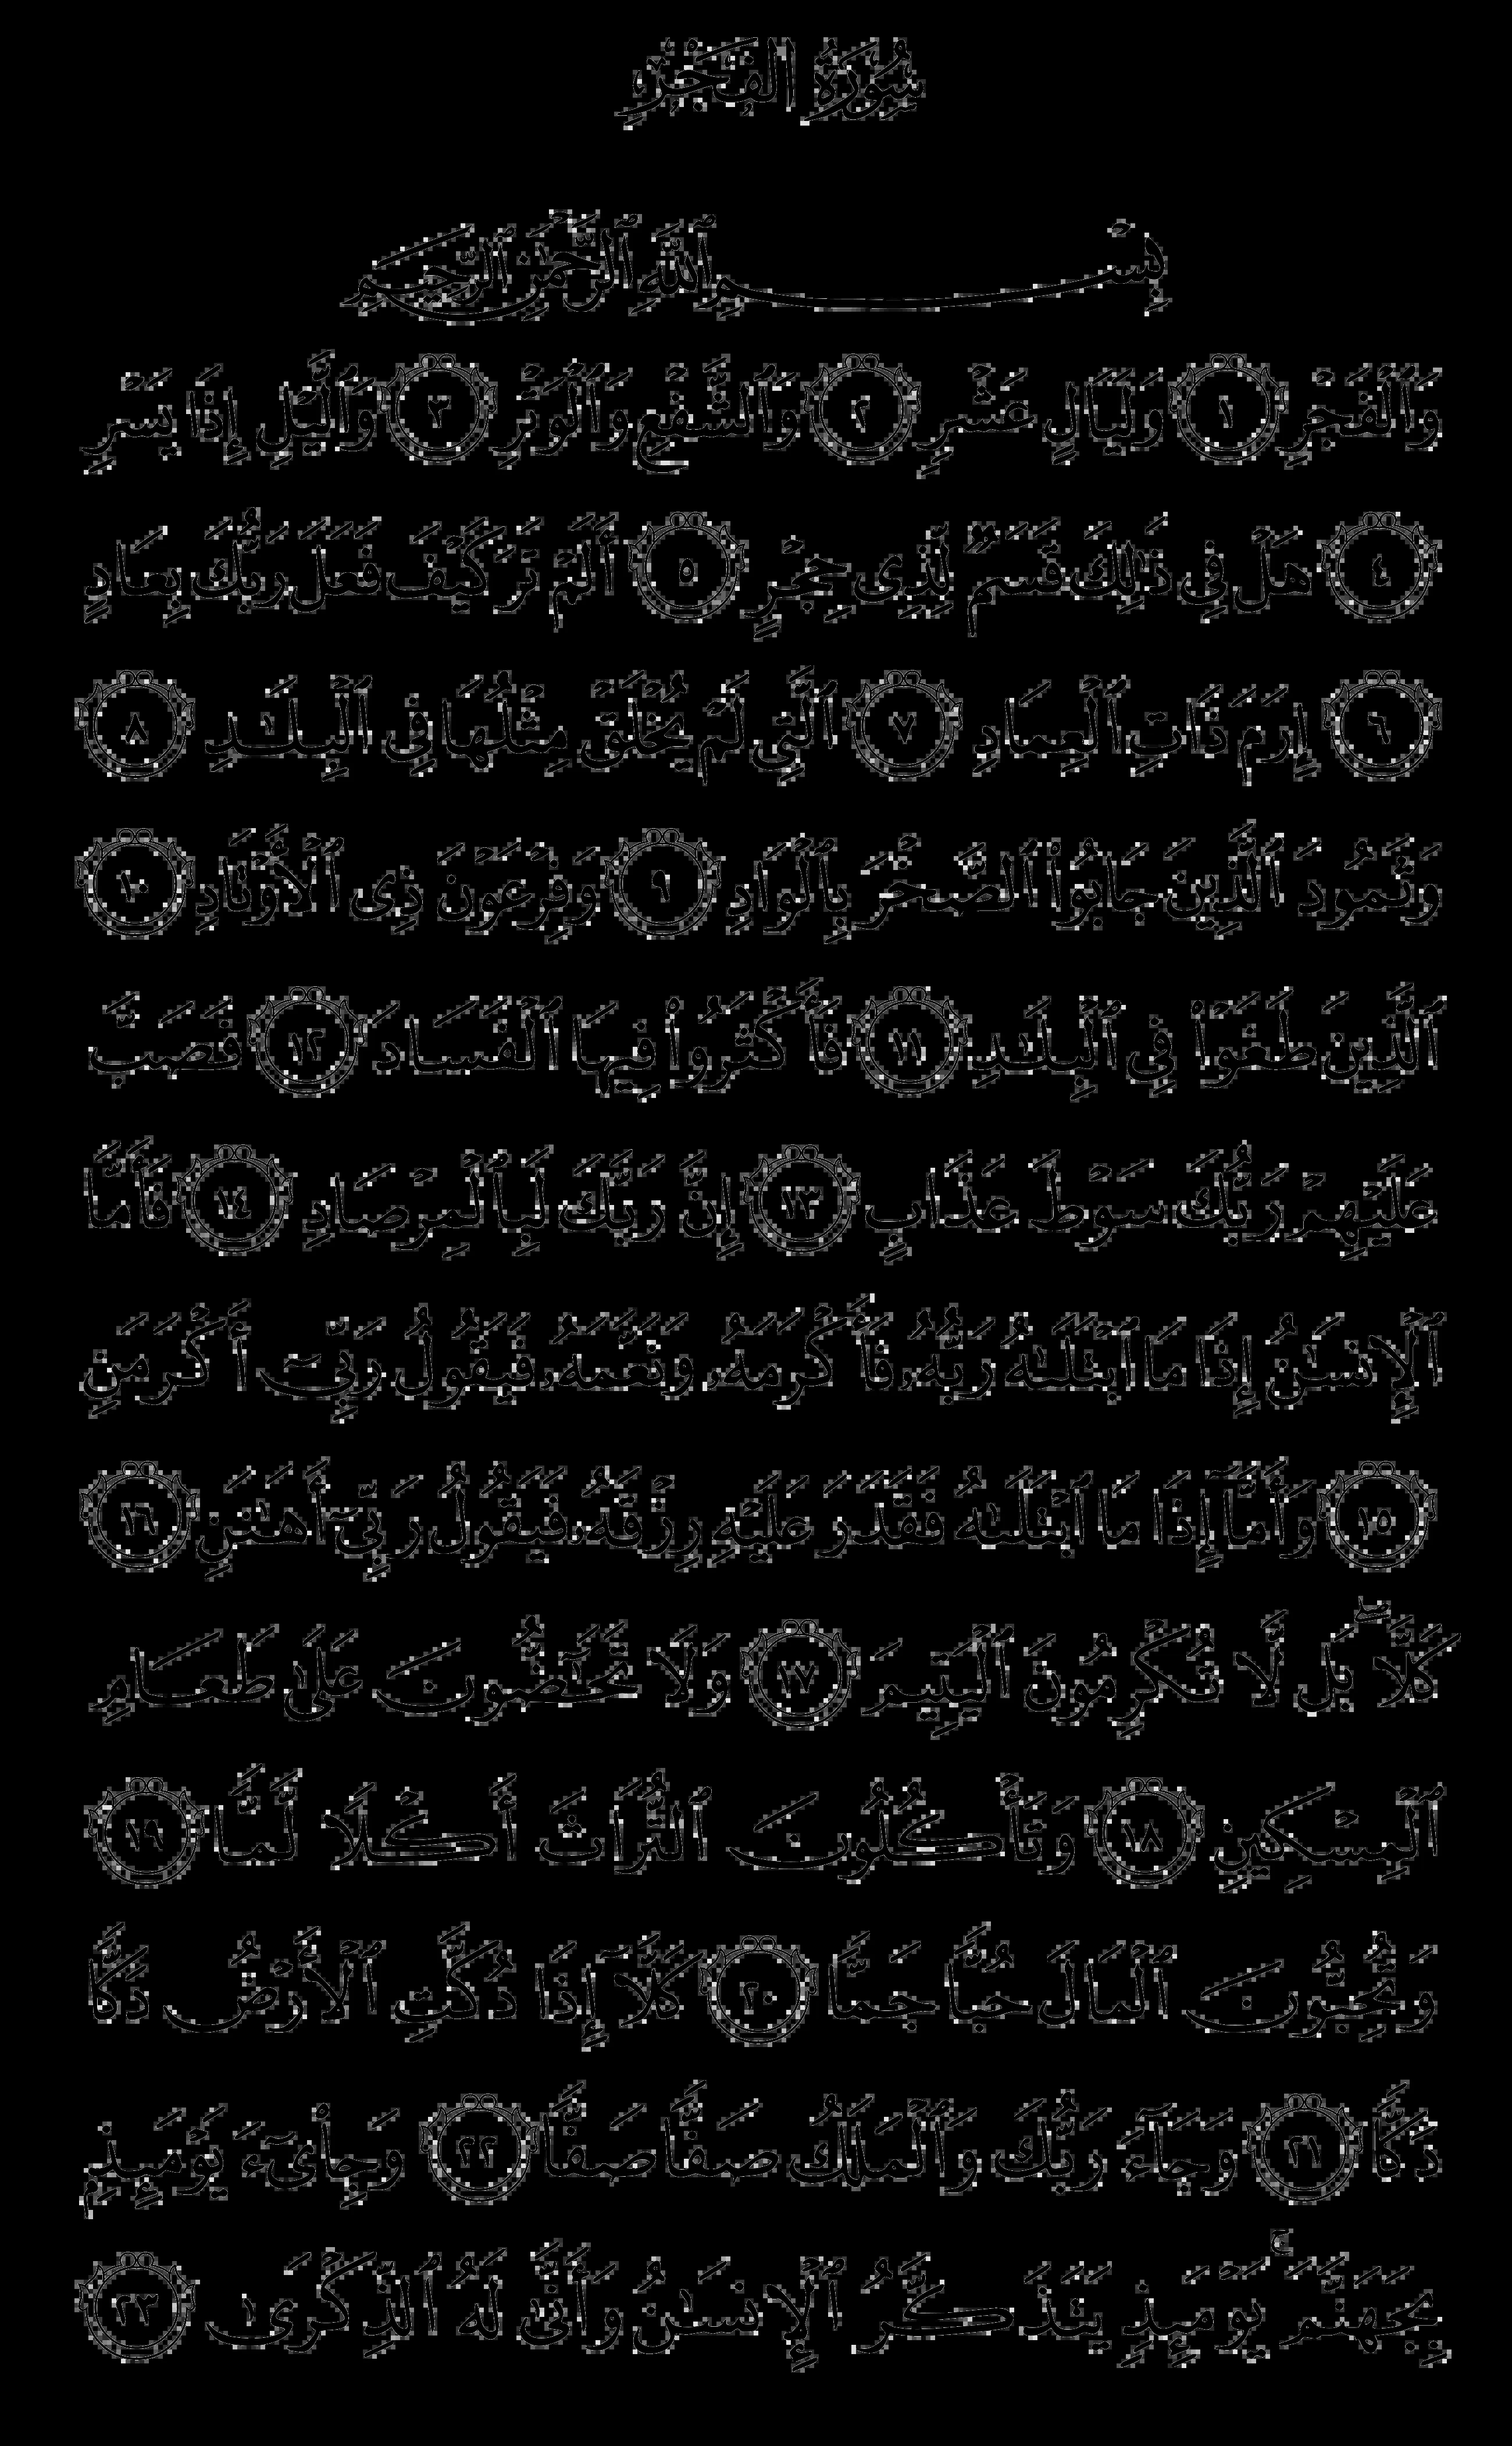 سُورَةُ الفَجْرِ
بِسْمِ ٱللَّهِ ٱلرَّحْمَٰنِ ٱلرَّحِيمِ
وَٱلْفَجْرِ ١ وَلَيَالٍ عَشْرٍ ٢ وَٱلشَّفْعِ وَٱلْوَتْرِ ٣ وَٱلَّيْلِ إِذَا يَسْرِ
٤ هَلْ فِى ذَٰلِكَ قَسَمٌ لِّذِى حِجْرٍ ٥ أَلَمْ تَرَ كَيْفَ فَعَلَ رَبُّكَ بِعَادٍ
٦ إِرَمَ ذَاتِ ٱلْعِمَادِ ٧ ٱلَّتِى لَمْ يُخْلَقْ مِثْلُهَا فِى ٱلْبِلَٰدِ ٨
وَثَمُودَ ٱلَّذِينَ جَابُوا۟ ٱلصَّخْرَ بِٱلْوَادِ ٩ وَفِرْعَوْنَ ذِى ٱلْأَوْتَادِ ١٠
ٱلَّذِينَ طَغَوْا۟ فِى ٱلْبِلَٰدِ ١١ فَأَكْثَرُوا۟ فِيهَا ٱلْفَسَادَ ١٢ فَصَبَّ
عَلَيْهِمْ رَبُّكَ سَوْطَ عَذَابٍ ١٣ إِنَّ رَبَّكَ لَبِٱلْمِرْصَادِ ١٤ فَأَمَّا
ٱلْإِنسَٰنُ إِذَا مَا ٱبْتَلَىٰهُ رَبُّهُۥ فَأَكْرَمَهُۥ وَنَعَّمَهُۥ فَيَقُولُ رَبِّىٓ أَكْرَمَنِ
١٥ وَأَمَّآ إِذَا مَا ٱبْتَلَىٰهُ فَقَدَرَ عَلَيْهِ رِزْقَهُۥ فَيَقُولُ رَبِّىٓ أَهَٰنَنِ ١٦
كَلَّا ۖ بَل لَّا تُكْرِمُونَ ٱلْيَتِيمَ ١٧ وَلَا تَحَٰٓضُّونَ عَلَىٰ طَعَامِ
ٱلْمِسْكِينِ ١٨ وَتَأْكُلُونَ ٱلتُّرَاثَ أَكْلًا لَّمًّا ١٩
وَتُحِبُّونَ ٱلْمَالَ حُبًّا جَمًّا ٢٠ كَلَّآ إِذَا دُكَّتِ ٱلْأَرْضُ دَكًّا
دَكًّا ٢١ وَجَآءَ رَبُّكَ وَٱلْمَلَكُ صَفًّا صَفًّا ٢٢ وَجِا۟ىٓءَ يَوْمَئِذٍۭ
بِجَهَنَّمَ ۚ يَوْمَئِذٍ يَتَذَكَّرُ ٱلْإِنسَٰنُ وَأَنَّىٰ لَهُ ٱلذِّكْرَىٰ ٢٣